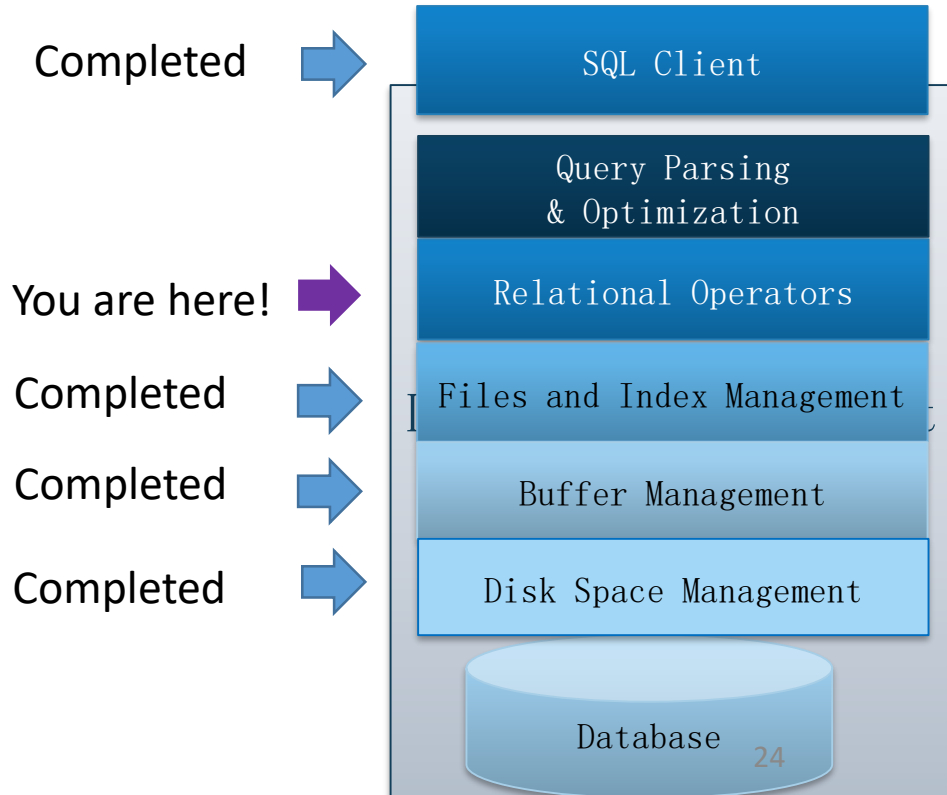 Completed
SQL Client
Query Parsing
& Optimization
You are here!
Relational Operators
Completed
Files and Index Management
Completed
Buffer Management
Completed
Disk Space Management
Database
24